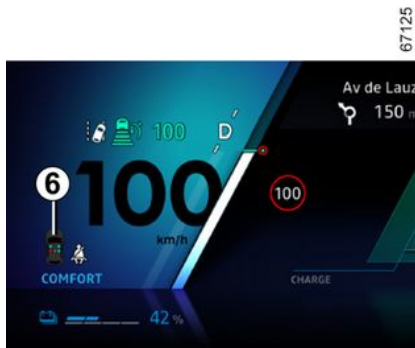 67125
Av de Lauz
150 m
100
D
100
km/h
6
100
COMFORT
CHARGE
42 %